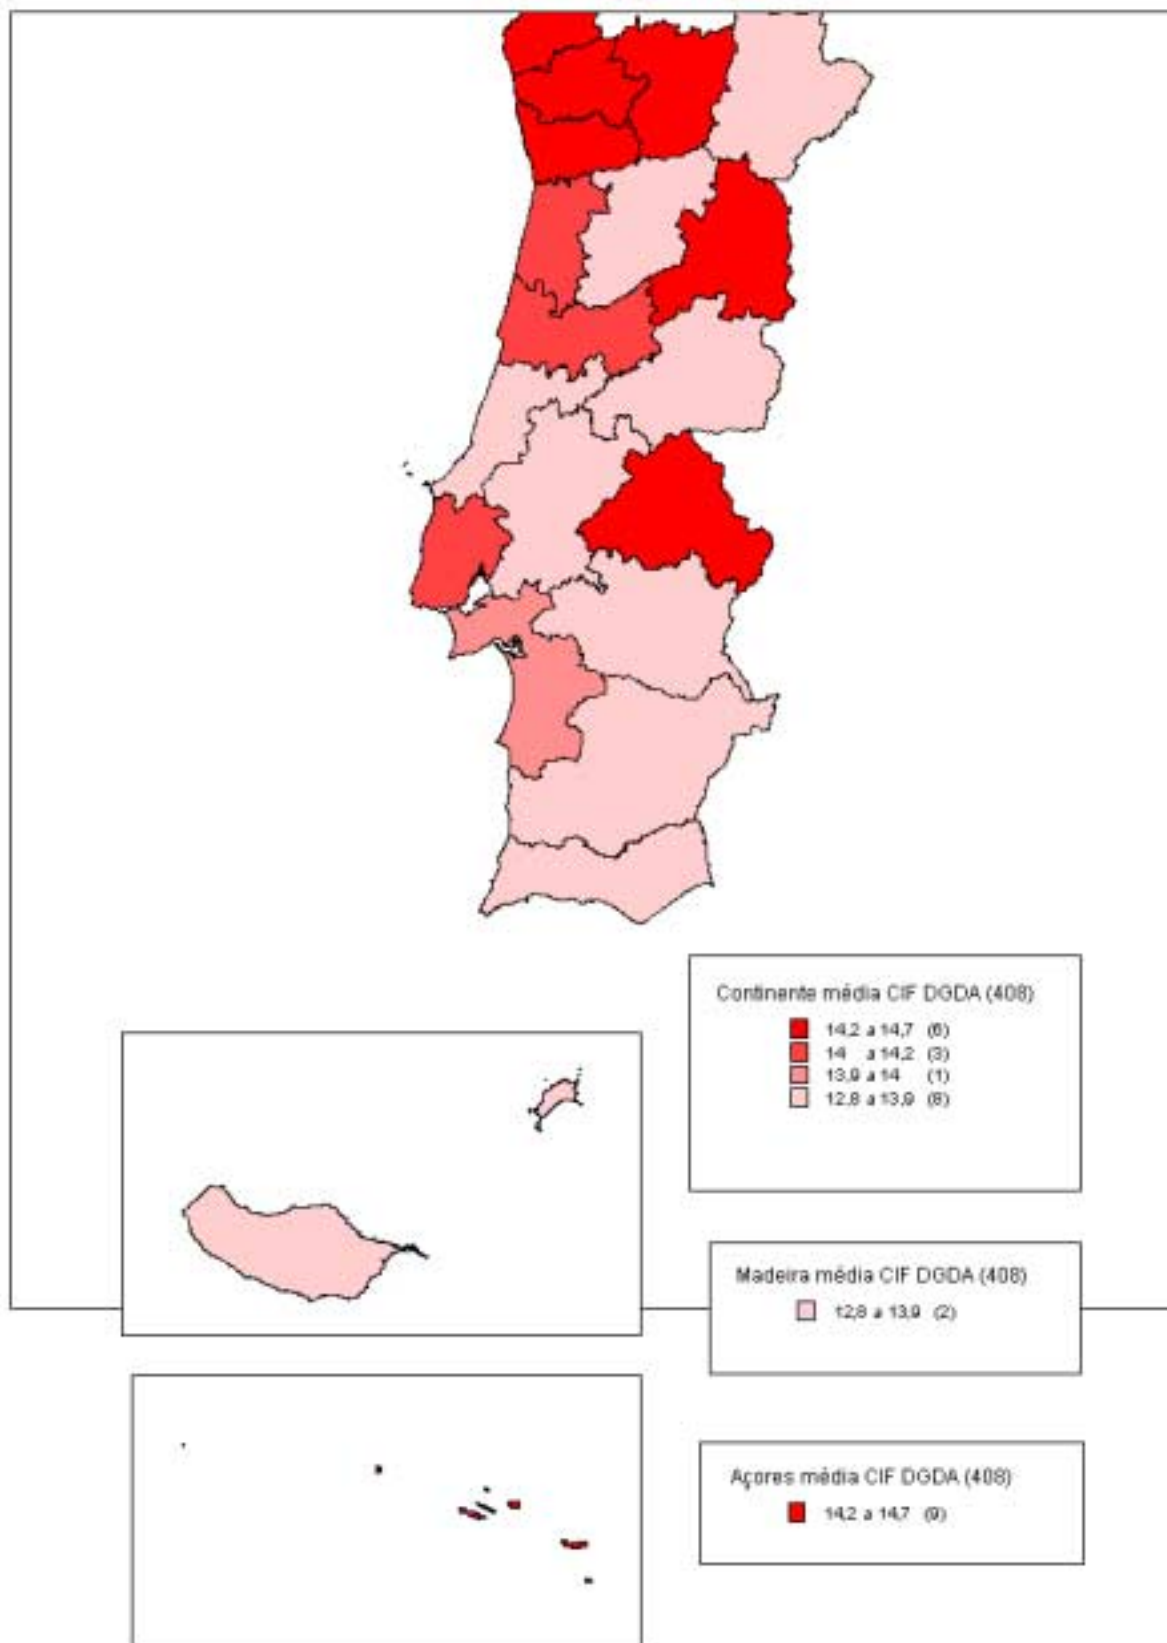 Continente média CIF DGDA (408)
14,2 a 14,7 (6)
14 a 14,2 (3)
13,9 a 14 (1)
12,8 a 13,9 (8)
Madeira média CIF DGDA (408)
12,8 a 13,9 (2)
Açores média CIF DGDA (408)
14,2 a 14,7 (9)